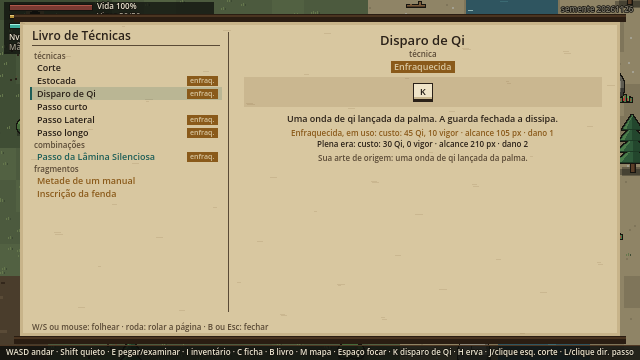 Vida 100%
semente 20261128
Nv
Livro de Técnicas
técnicas
Corte
Estocada enfraq.
Disparo de Qi enfraq.
Passo curto
Passo Lateral enfraq.
Passo longo enfraq.
combinações
Passo da Lâmina Silenciosa enfraq.
fragmentos
Metade de um manual
Inscrição da fenda
W/S ou mouse: folhear · roda: rolar a página · B ou Esc: fechar
Disparo de Qi
técnica
Enfraquecida
K
Uma onda de qi lançada da palma. A guarda fechada a dissipa.
Enfraquecida, em uso: custo: 45 Qi, 10 vigor · alcance 105 px · dano 1
Plena era: custo: 30 Qi, 0 vigor · alcance 210 px · dano 2
Sua arte de origem: uma onda de qi lançada da palma.
WASD andar · Shift quieto · E pegar/examinar · I inventário · C ficha · B livro · M mapa · Espaço focar · K disparo de Qi · H erva · J/clique esq. corte · L/clique dir. passo